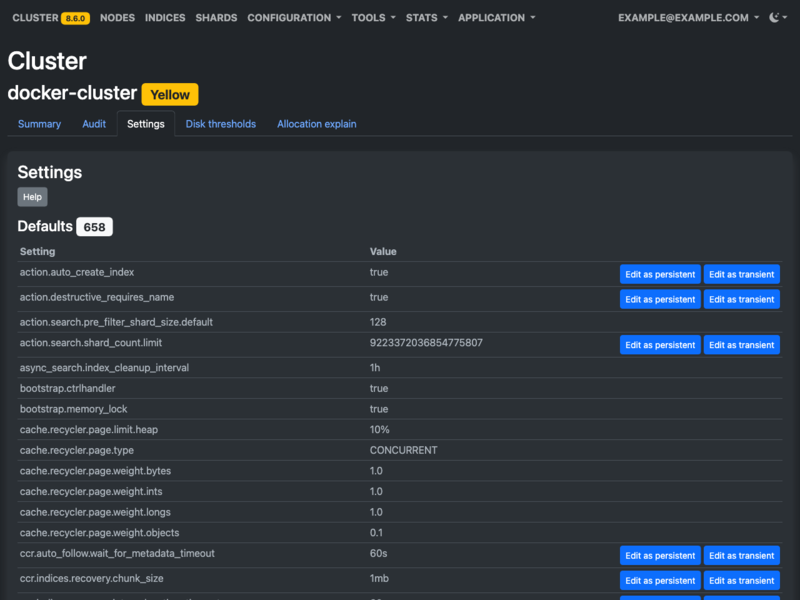 CLUSTER 8.6.0 NODES INDICES SHARDS CONFIGURATION TOOLS STATS APPLICATION EXAMPLE@EXAMPLE.COM
Cluster
docker-cluster Yellow
Summary Audit Settings Disk thresholds Allocation explain
Settings
Help
Defaults 658
Setting Value
action.auto_create_index true Edit as persistent Edit as transient
action.destructive_requires_name true Edit as persistent Edit as transient
action.search.pre_filter_shard_size.default 128
action.search.shard_count.limit 9223372036854775807 Edit as persistent Edit as transient
async_search.index_cleanup_interval 1h
bootstrap.ctrlhandler true
bootstrap.memory_lock true
cache.recycler.page.limit.heap 10%
cache.recycler.page.type CONCURRENT
cache.recycler.page.weight.bytes 1.0
cache.recycler.page.weight.ints 1.0
cache.recycler.page.weight.longs 1.0
cache.recycler.page.weight.objects 0.1
ccr.auto_follow.wait_for_metadata_timeout 60s Edit as persistent Edit as transient
ccr.indices.recovery.chunk_size 1mb Edit as persistent Edit as transient